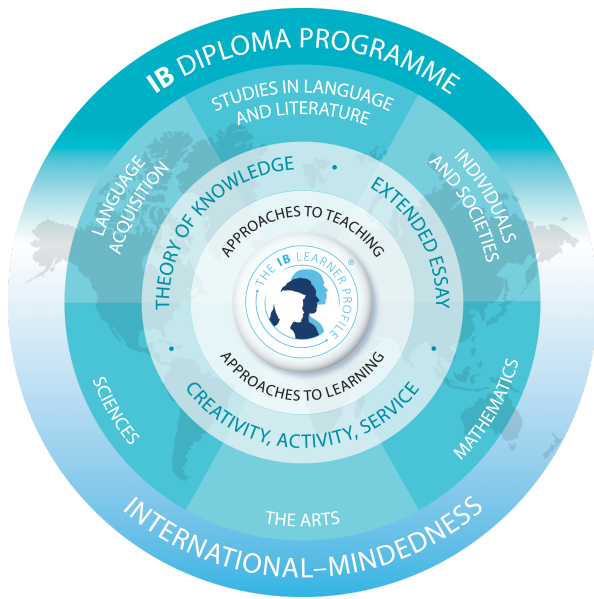 IB DIPLOMA PROGRAMME
STUDIES IN LANGUAGE
AND LITERATURE
LANGUAGE
ACQUISITION
INDIVIDUALS
AND SOCIETIES
THEORY OF KNOWLEDGE
EXTENDED ESSAY
APPROACHES TO TEACHING
THE IB LEARNER PROFILE ®
APPROACHES TO LEARNING
CREATIVITY, ACTIVITY, SERVICE
SCIENCES
MATHEMATICS
THE ARTS
INTERNATIONAL–MINDEDNESS